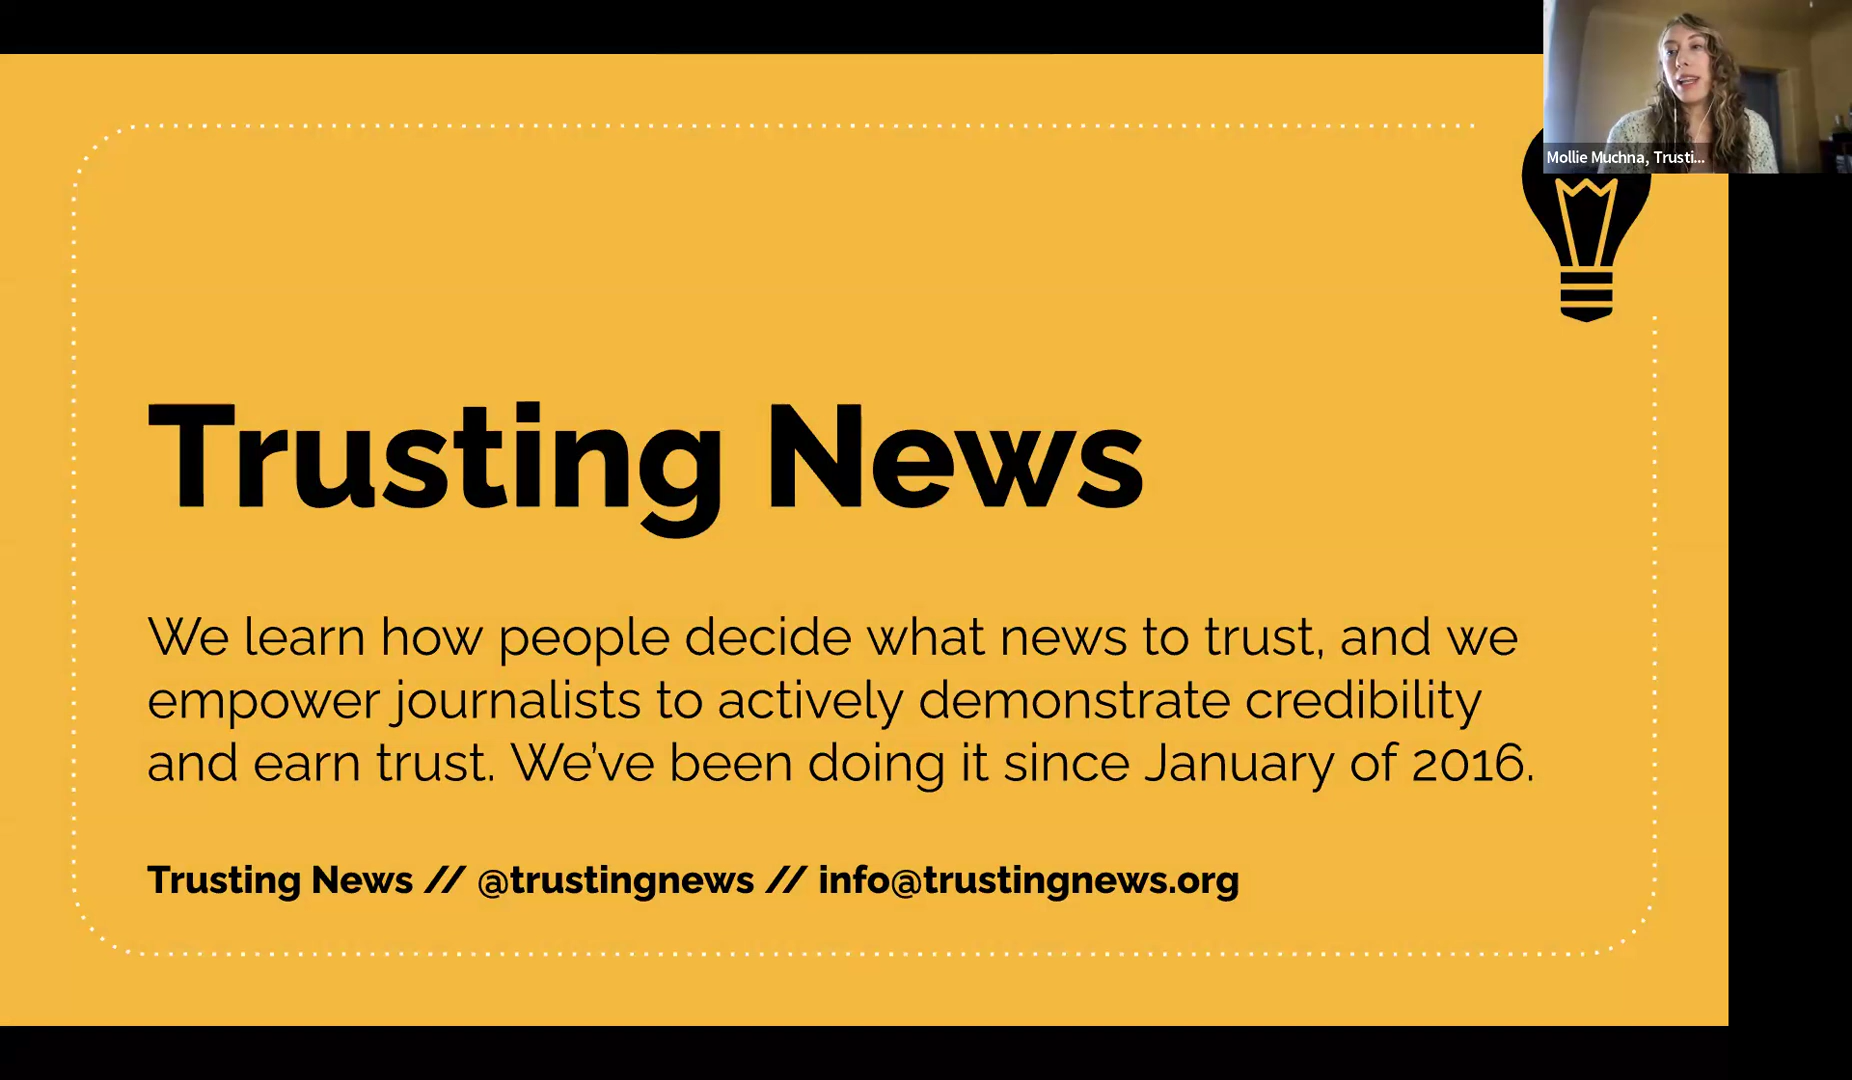 Mollie Muchna, Trusti...
Trusting News
We learn how people decide what news to trust, and we
empower journalists to actively demonstrate credibility
and earn trust. We’ve been doing it since January of 2016.
Trusting News // @trustingnews // info@trustingnews.org